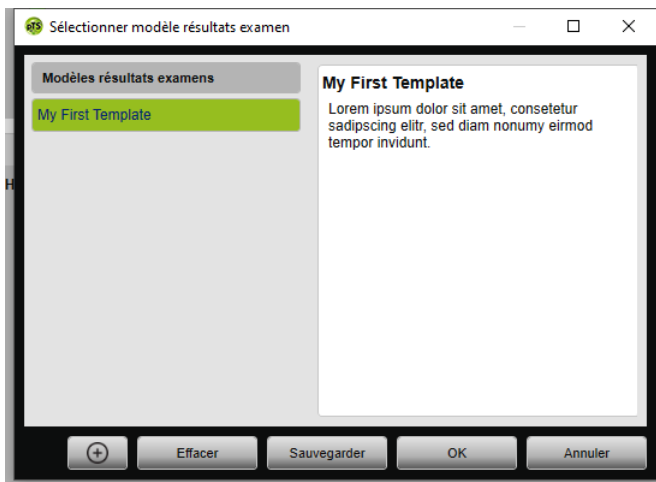 Sélectionner modèle résultats examen
Modèles résultats examens
My First Template
My First Template
Lorem ipsum dolor sit amet, consetetur
sadipscing elitr, sed diam nonumy eirmod
tempor invidunt.
H
Effacer
Sauvegarder
OK
Annuler